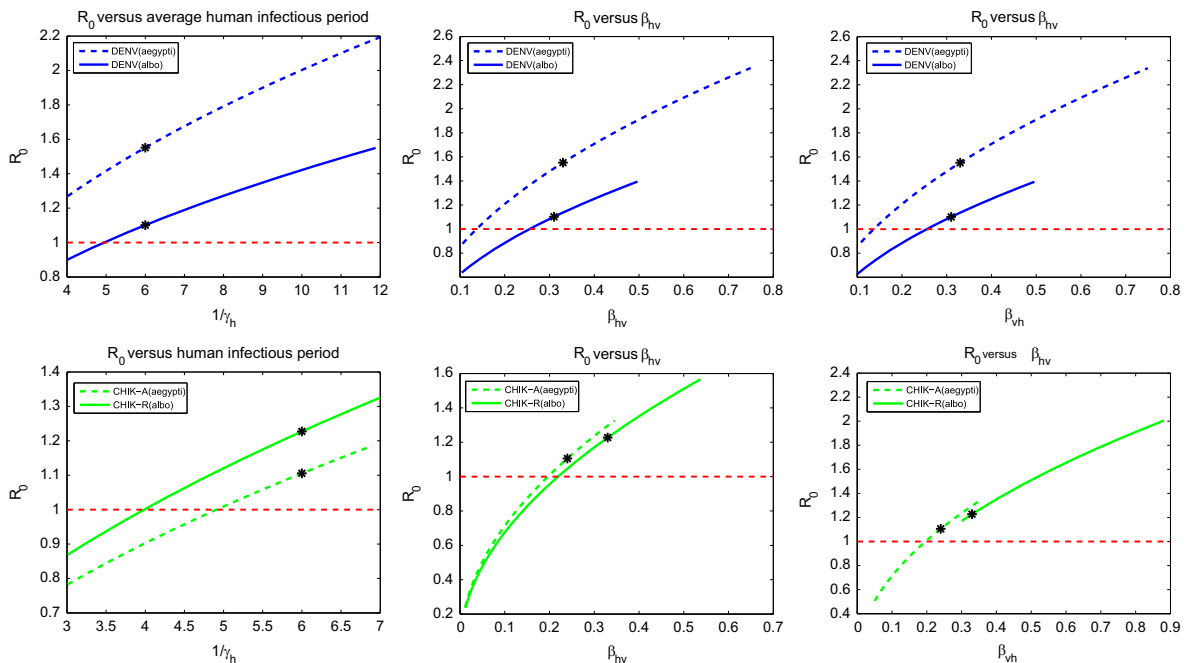 R0 versus average human infectious period
2.2
2
1.8
1.6
1.4
1.2
1
0.8
R0
DENV(aegypti)
DENV(albo)
4 5 6 7 8 9 10 11 12
1/γh
R0 versus βhv
2.6
2.4
2.2
2
1.8
1.6
1.4
1.2
1
0.8
R0
DENV(aegypti)
DENV(albo)
0.1 0.2 0.3 0.4 0.5 0.6 0.7 0.8
βhv
R0 versus βhv
2.6
2.4
2.2
2
1.8
1.6
1.4
1.2
1
0.8
R0
DENV(aegypti)
DENV(albo)
0.1 0.2 0.3 0.4 0.5 0.6 0.7 0.8
βvh
R0 versus human infectious period
1.4
1.3
1.2
1.1
1
0.9
0.8
0.7
R0
CHIK−A(aegypti)
CHIK−R(albo)
3 3.5 4 4.5 5 5.5 6 6.5 7
1/γh
R0 versus βhv
1.6
1.4
1.2
1
0.8
0.6
0.4
0.2
R0
CHIK−A(aegypti)
CHIK−R(albo)
0 0.1 0.2 0.3 0.4 0.5 0.6 0.7
βhv
R0 versus βhv
2.4
2.2
2
1.8
1.6
1.4
1.2
1
0.8
0.6
0.4
R0
CHIK−A(aegypti)
CHIK−R(albo)
0 0.1 0.2 0.3 0.4 0.5 0.6 0.7 0.8 0.9
βvh